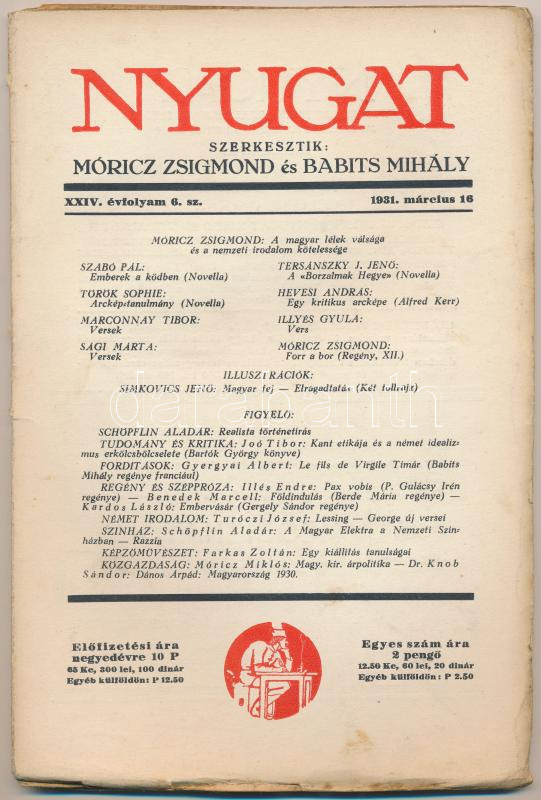 NYUGAT
SZERKESZTIK:
MÓRICZ ZSIGMOND és BABITS MIHÁLY
XXIV. évfolyam 6. sz.
1931. március 16
MÓRICZ ZSIGMOND: A magyar lélek válsága
és a nemzeti irodalom kötelessége
SZABÓ PÁL:
Emberek a ködben (Novella)
TÖRÖK SOPHIE:
Arcképtanulmány (Novella)
MARCONNAY TIBOR:
Versek
SÁGI MÁRTA:
Versek
TERSÁNSZKY J. JENŐ:
A «Borzalmak Hegye» (Novella)
HEVESI ANDRÁS:
Egy kritikus arcképe (Alfred Kerr)
ILLYÉS GYULA:
Vers
MÓRICZ ZSIGMOND:
Forr a bor (Regény, XII.)
ILLUSZTRÁCIÓK:
SIMKOVICS JENŐ: Magyar fej — Elragadtatás (Két tollrajz)
darabanth
FIGYELŐ:
SCHÖPFLIN ALADÁR: Realista történetírás
TUDOMÁNY ÉS KRITIKA: Joó Tibor: Kant etikája és a német idealiz-
mus erkölcsbölcselete (Bartók György könyve)
FORDÍTÁSOK: Gyergyai Albert: Le fils de Virgile Tímár (Babits
Mihály regénye franciául)
REGÉNY ÉS SZÉPPRÓZA: Illés Endre: Pax vobis (P. Gulácsy Irén
regénye) — Benedek Marcell: Földindulás (Berde Mária regénye) —
Kardos László: Embervásár (Gergely Sándor regénye)
NÉMET IRODALOM: Turóczi József: Lessing — George új versei
SZÍNHÁZ: Schöpflin Aladár: A Magyar Elektra a Nemzeti Szín-
házban — Razzia
KÉPZŐMŰVÉSZET: Farkas Zoltán: Egy kiállítás tanulságai
KÖZGAZDASÁG: Móricz Miklós: Magy. kir. árpolitika — Dr. Knob
Sándor: Dános Árpád: Magyarország 1930.
Előfizetési ára
negyedévre 10 P
65 Kc, 300 lei, 100 dinár
Egyéb külföldön: P 12.50
Egyes szám ára
2 pengő
12.50 Kc, 60 lei, 20 dinár
Egyéb külföldön: P 2.50